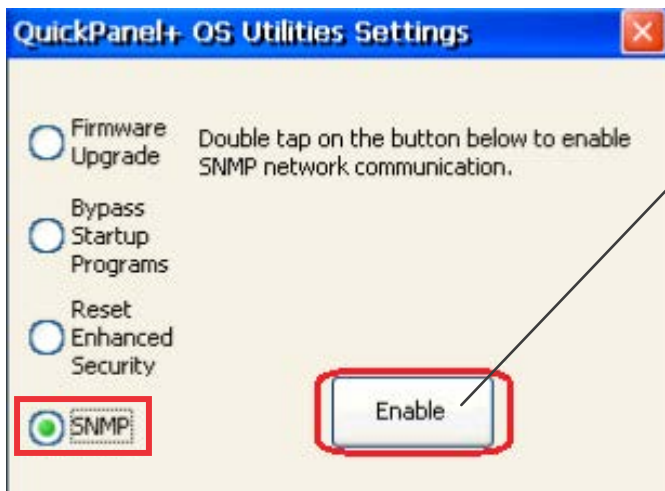 QuickPanel+ OS Utilities Settings
Firmware
Upgrade
Double tap on the button below to enable
SNMP network communication.
Bypass
Startup
Programs
Reset
Enhanced
Security
SNMP
Enable